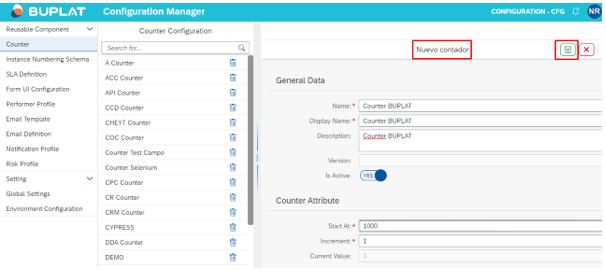 BUPLAT Configuration Manager CONFIGURATION - CFG NR
Reusable Component
Counter
Instance Numbering Schema
SLA Definition
Form UI Configuration
Performer Profile
Email Template
Email Definition
Notification Profile
Risk Profile
Setting
Global Settings
Environment Configuration
Counter Configuration
Search for...
A Counter
ACC Counter
API Counter
CCD Counter
CHEYT Counter
COC Counter
Counter Test Campo
Counter Selenium
CPC Counter
CR Counter
CRM Counter
CYPRESS
DDA Counter
DEMO
Nuevo contador
General Data
Name:* Counter BUPLAT
Display Name:* Counter BUPLAT
Description: Counter BUPLAT
Version:
Is Active: YES
Counter Attribute
Start At:* 1000
Increment:* 1
Current Value: 0